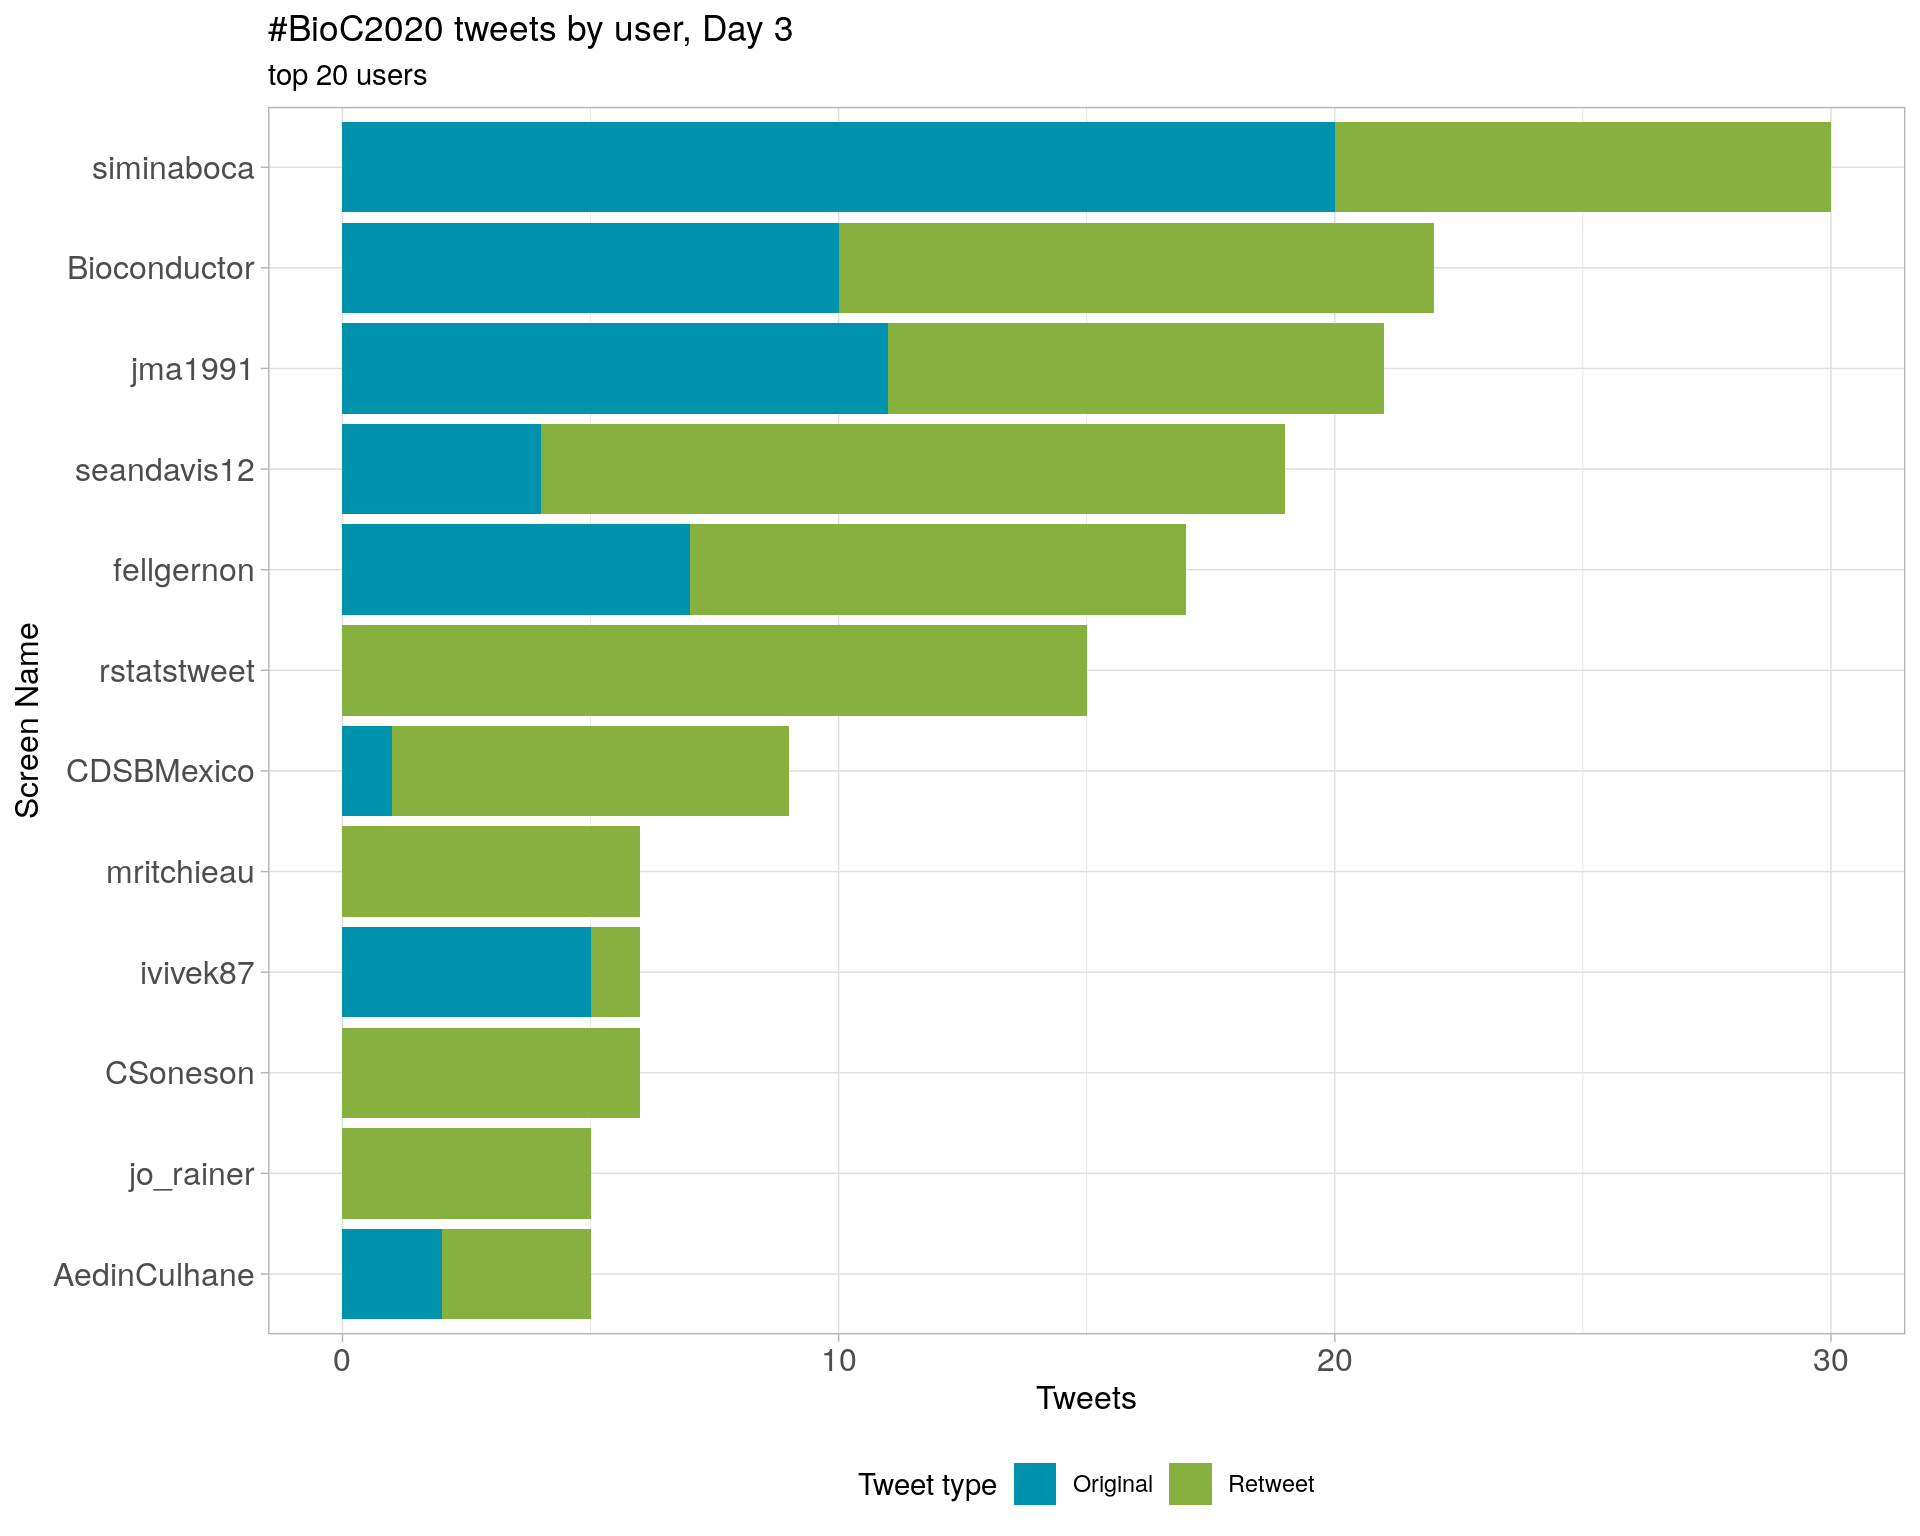 #BioC2020 tweets by user, Day 3
top 20 users
Screen Name
siminaboca
Bioconductor
jma1991
seandavis12
fellgernon
rstatstweet
CDSBMexico
mritchieau
ivivek87
CSoneson
jo_rainer
AedinCulhane
0 10 20 30
Tweets
Tweet type Original Retweet